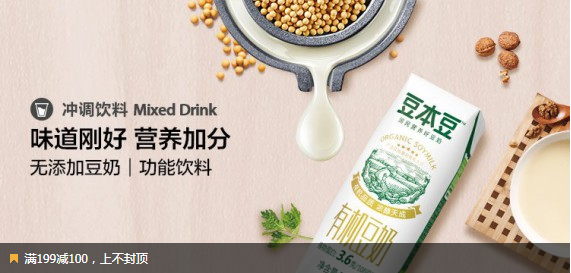 冲调饮料 Mixed Drink
味道刚好 营养加分
无添加豆奶｜功能饮料
豆本豆
ORGANIC SOYMILK
有机豆奶
3.6
满199减100，上不封顶